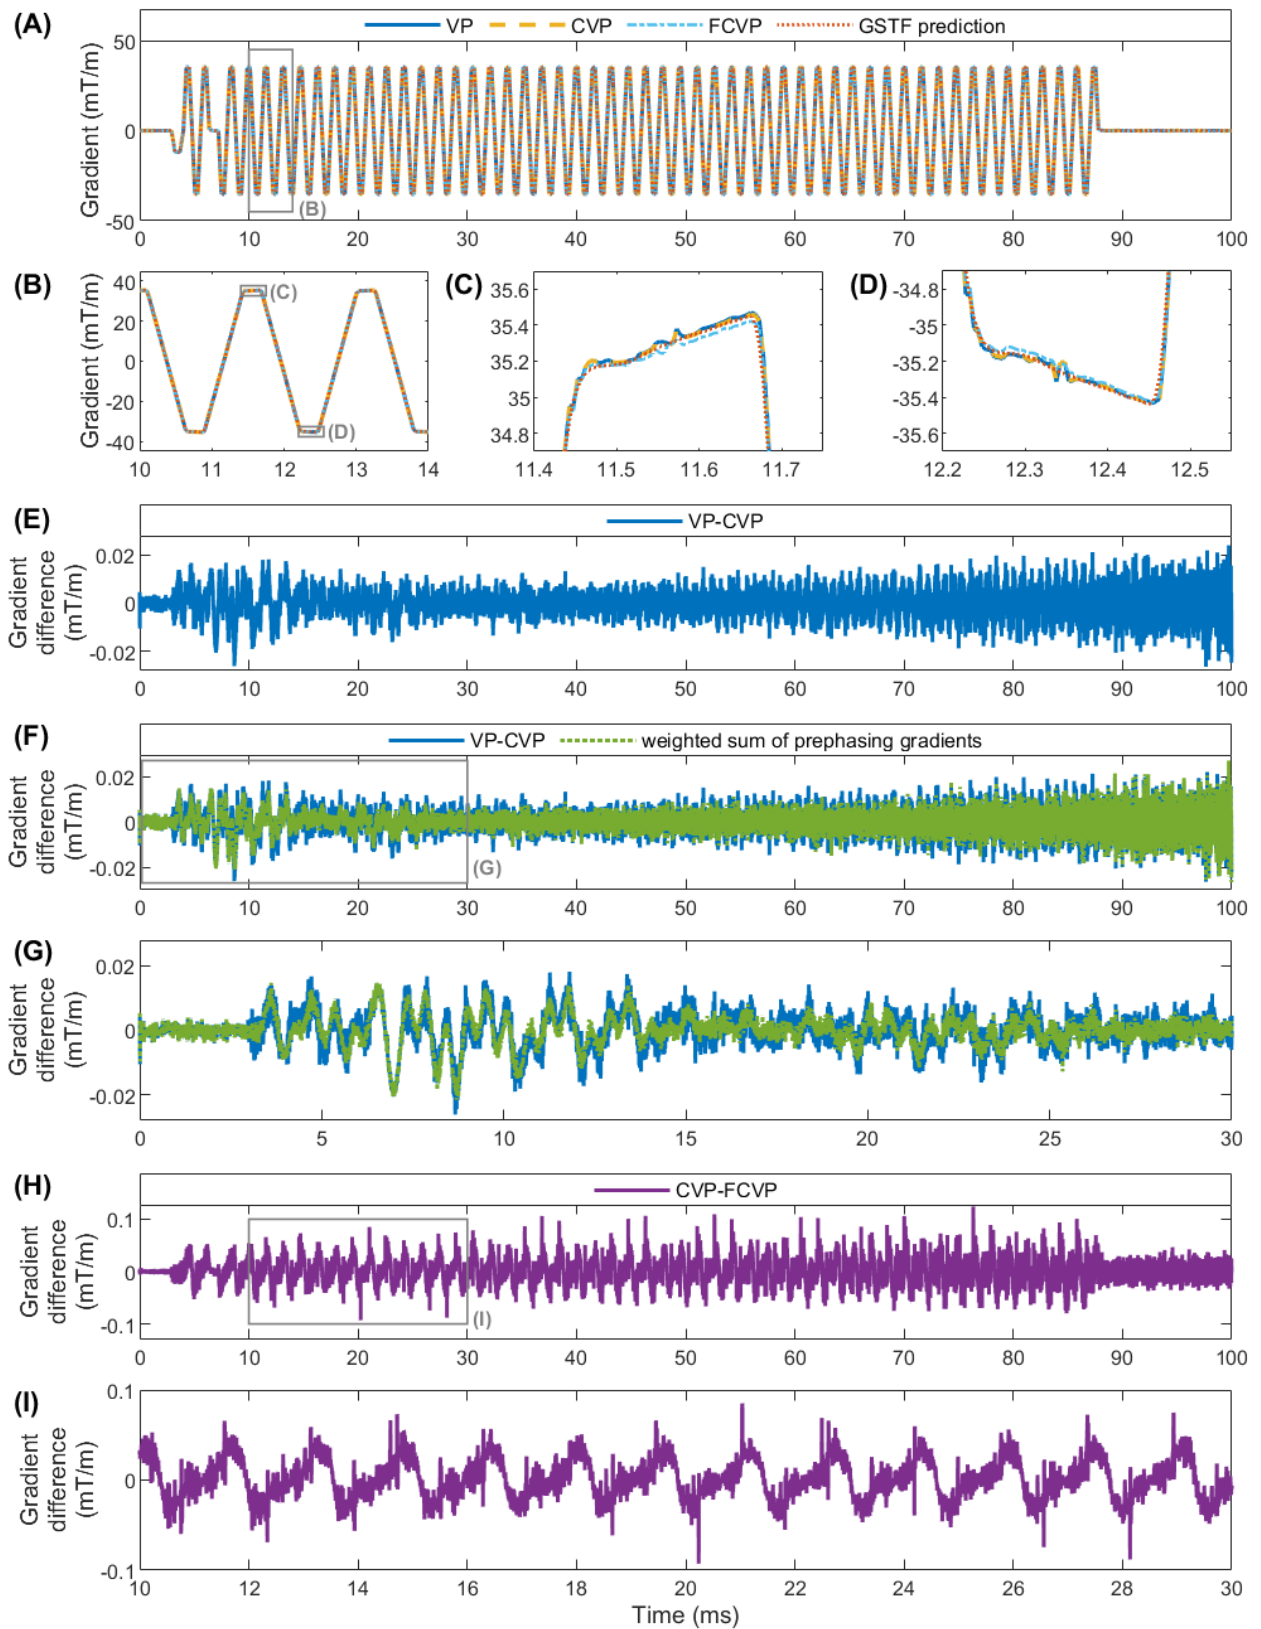 (A)
VP CVP FCVP GSTF prediction
Gradient (mT/m)
50
0
-50
(B)
0 10 20 30 40 50 60 70 80 90 100
(B)
Gradient (mT/m)
40
20
0
-20
-40
(C)
(D)
10 11 12 13 14
(C)
35.6
35.4
35.2
35
34.8
11.4 11.5 11.6 11.7
(D)
-34.8
-35
-35.2
-35.4
-35.6
12.2 12.3 12.4 12.5
(E)
VP-CVP
Gradient
difference
(mT/m)
0.02
0
-0.02
0 10 20 30 40 50 60 70 80 90 100
(F)
VP-CVP weighted sum of prephasing gradients
Gradient
difference
(mT/m)
0.02
0
-0.02
(G)
0 10 20 30 40 50 60 70 80 90 100
(G)
Gradient
difference
(mT/m)
0.02
0
-0.02
0 5 10 15 20 25 30
(H)
CVP-FCVP
Gradient
difference
(mT/m)
0.1
0
-0.1
(I)
0 10 20 30 40 50 60 70 80 90 100
(I)
Gradient
difference
(mT/m)
0.1
0
-0.1
10 12 14 16 18 20 22 24 26 28 30
Time (ms)